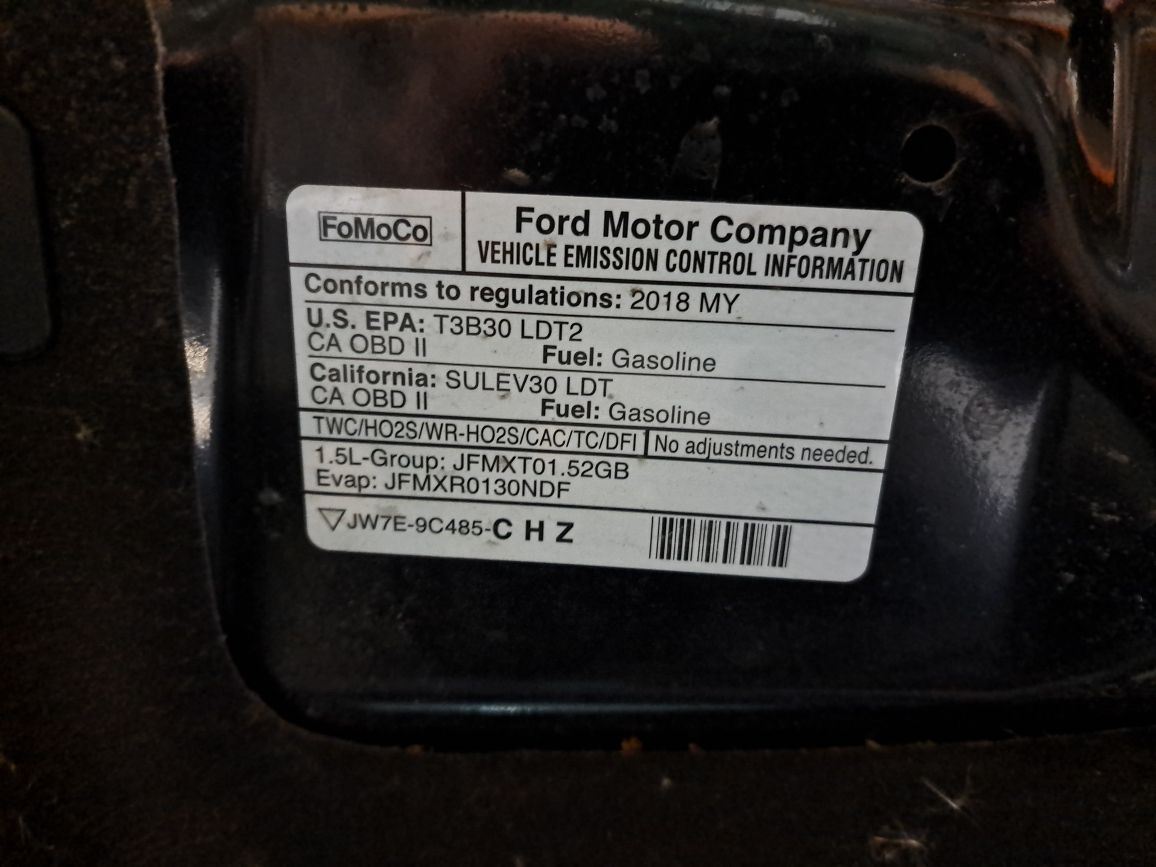 FoMoCo
Ford Motor Company
VEHICLE EMISSION CONTROL INFORMATION
Conforms to regulations: 2018 MY
U.S. EPA: T3B30 LDT2
CA OBD II Fuel: Gasoline
California: SULEV30 LDT
CA OBD II Fuel: Gasoline
TWC/HO2S/WR-HO2S/CAC/TC/DFI No adjustments needed.
1.5L-Group: JFMXT01.52GB
Evap: JFMXR0130NDF
JW7E-9C485-C H Z